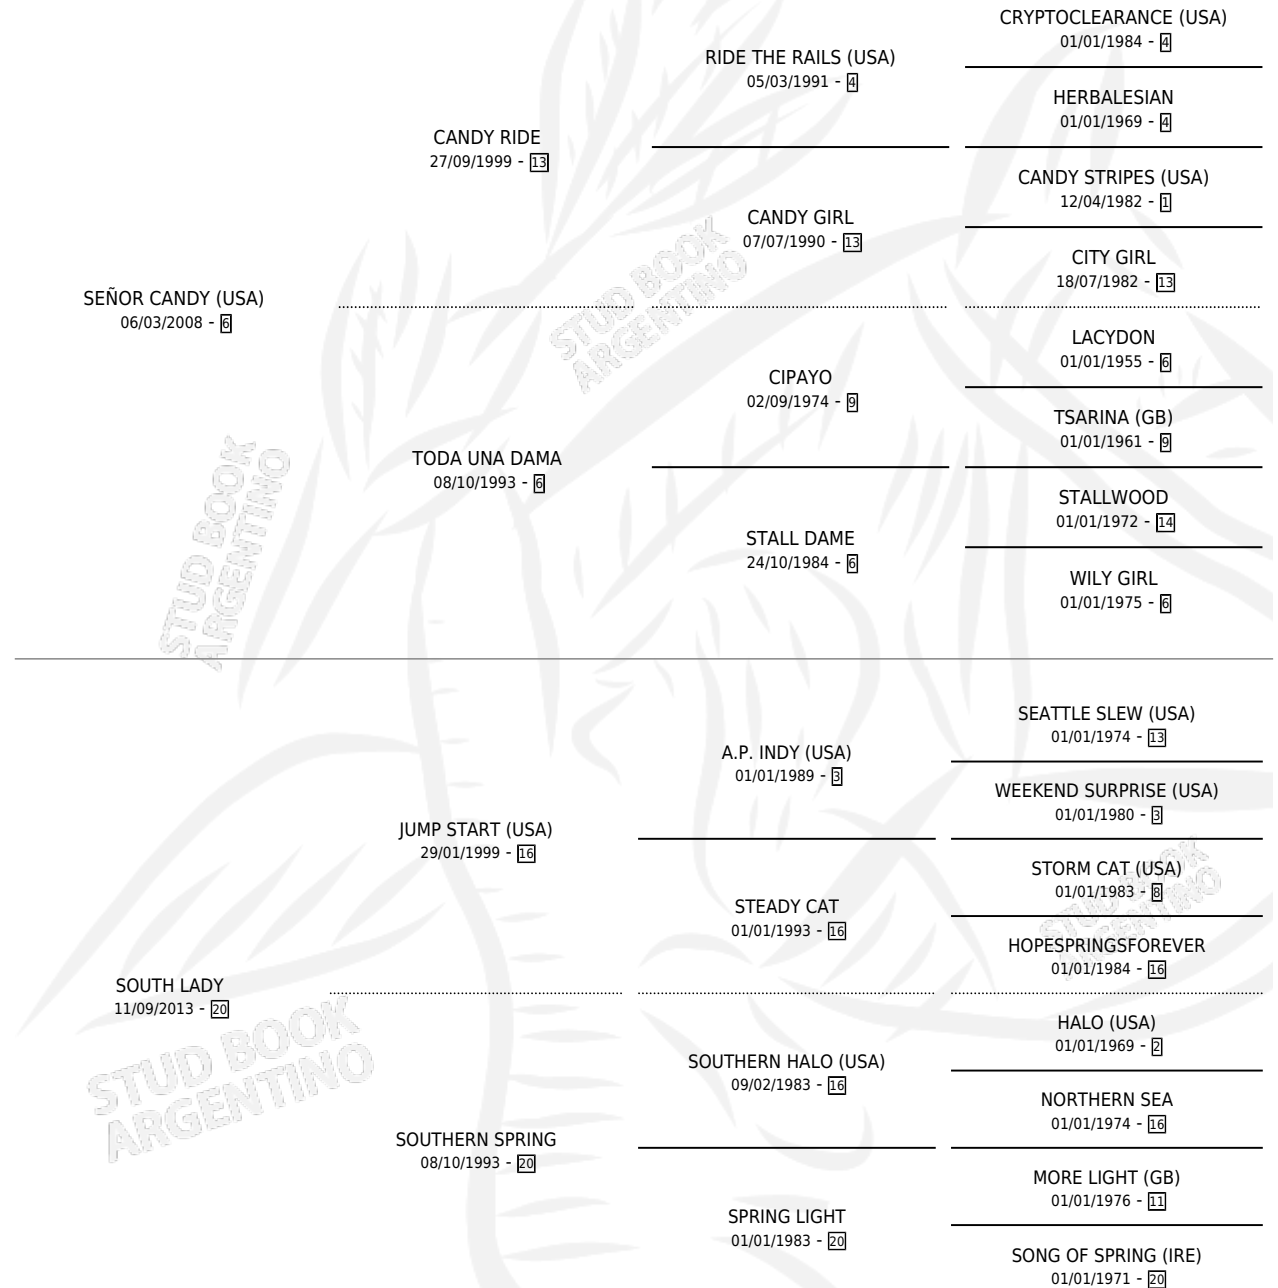 CRYPTOCLEARANCE (USA)
01/01/1984 - 4
RIDE THE RAILS (USA)
05/03/1991 - 4
HERBALESIAN
01/01/1969 - 4
CANDY RIDE
27/09/1999 - 13
CANDY STRIPES (USA)
12/04/1982 - 1
CANDY GIRL
07/07/1990 - 13
CITY GIRL
18/07/1982 - 13
SEÑOR CANDY (USA)
06/03/2008 - 6
LACYDON
01/01/1955 - 6
CIPAYO
02/09/1974 - 9
TSARINA (GB)
01/01/1961 - 9
TODA UNA DAMA
08/10/1993 - 6
STALLWOOD
01/01/1972 - 14
STALL DAME
24/10/1984 - 6
WILY GIRL
01/01/1975 - 6
SEATTLE SLEW (USA)
01/01/1974 - 13
A.P. INDY (USA)
01/01/1989 - 3
WEEKEND SURPRISE (USA)
01/01/1980 - 3
JUMP START (USA)
29/01/1999 - 16
STORM CAT (USA)
01/01/1983 - 8
STEADY CAT
01/01/1993 - 16
HOPESPRINGSFOREVER
01/01/1984 - 16
SOUTH LADY
11/09/2013 - 20
HALO (USA)
01/01/1969 - 2
SOUTHERN HALO (USA)
09/02/1983 - 16
NORTHERN SEA
01/01/1974 - 16
SOUTHERN SPRING
08/10/1993 - 20
MORE LIGHT (GB)
01/01/1976 - 11
SPRING LIGHT
01/01/1983 - 20
SONG OF SPRING (IRE)
01/01/1971 - 20
STUD BOOK
ARGENTINO
STUD BOOK
ARGENTINO
STUD BOOK
ARGENTINO
STUD BOOK
ARGENTINO